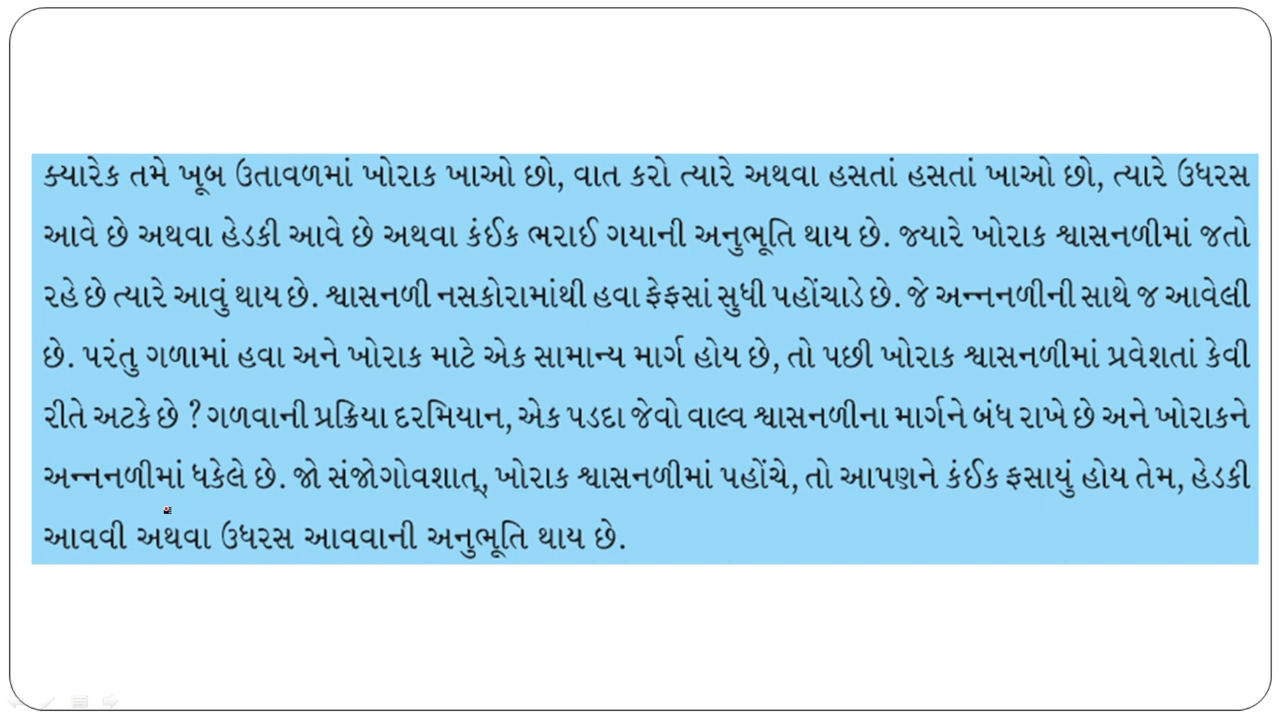 ક્યારેક તમે ખૂબ ઉતાવળમાં ખોરાક ખાઓ છો, વાત કરો ત્યારે અથવા હસતાં હસતાં ખાઓ છો, ત્યારે ઉધરસ
આવે છે અથવા હેડકી આવે છે અથવા કંઈક ભરાઈ ગયાની અનુભૂતિ થાય છે. જ્યારે ખોરાક શ્વાસનળીમાં જતો
રહે છે ત્યારે આવું થાય છે. શ્વાસનળી નસકોરામાંથી હવા ફેફસાં સુધી પહોંચાડે છે. જે અન્નનળીની સાથે જ આવેલી
છે. પરંતુ ગળામાં હવા અને ખોરાક માટે એક સામાન્ય માર્ગ હોય છે, તો પછી ખોરાક શ્વાસનળીમાં પ્રવેશતાં કેવી
રીતે અટકે છે ? ગળવાની પ્રક્રિયા દરમિયાન, એક પડદા જેવો વાલ્વ શ્વાસનળીના માર્ગને બંધ રાખે છે અને ખોરાકને
અન્નનળીમાં ધકેલે છે. જો સંજોગોવશાત્, ખોરાક શ્વાસનળીમાં પહોંચે, તો આપણને કંઈક ફસાયું હોય તેમ, હેડકી
આવવી અથવા ઉધરસ આવવાની અનુભૂતિ થાય છે.